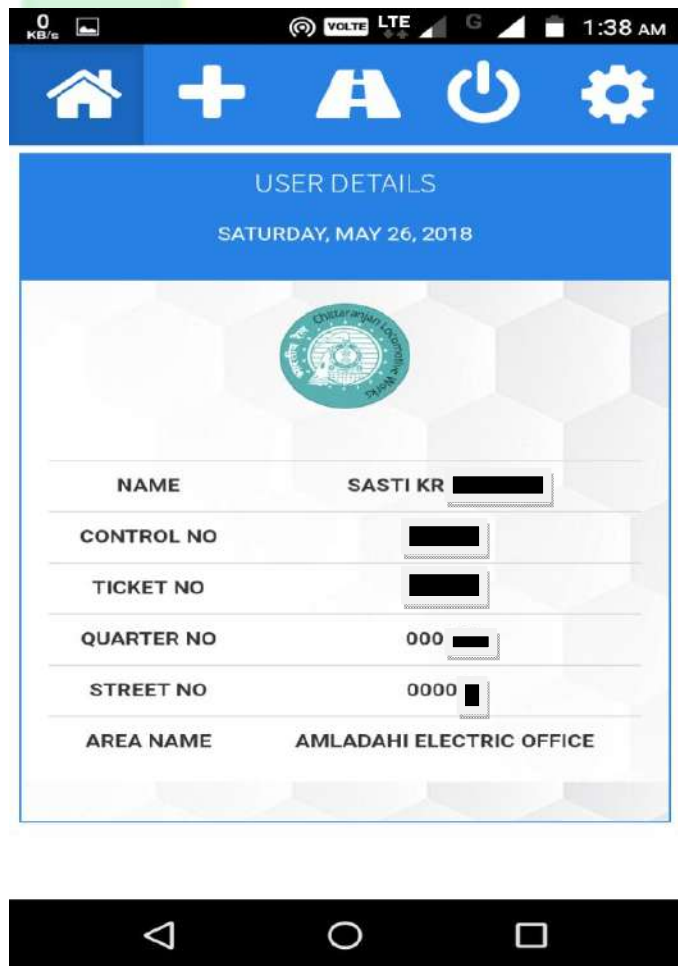 0
KB/s
VOLTE LTE G 1:38 AM
USER DETAILS
SATURDAY, MAY 26, 2018
Chittaranjan Locomotive Works
भारतीय रेल
NAME SASTI KR
CONTROL NO
TICKET NO
QUARTER NO 000
STREET NO 0000
AREA NAME AMLADAHI ELECTRIC OFFICE